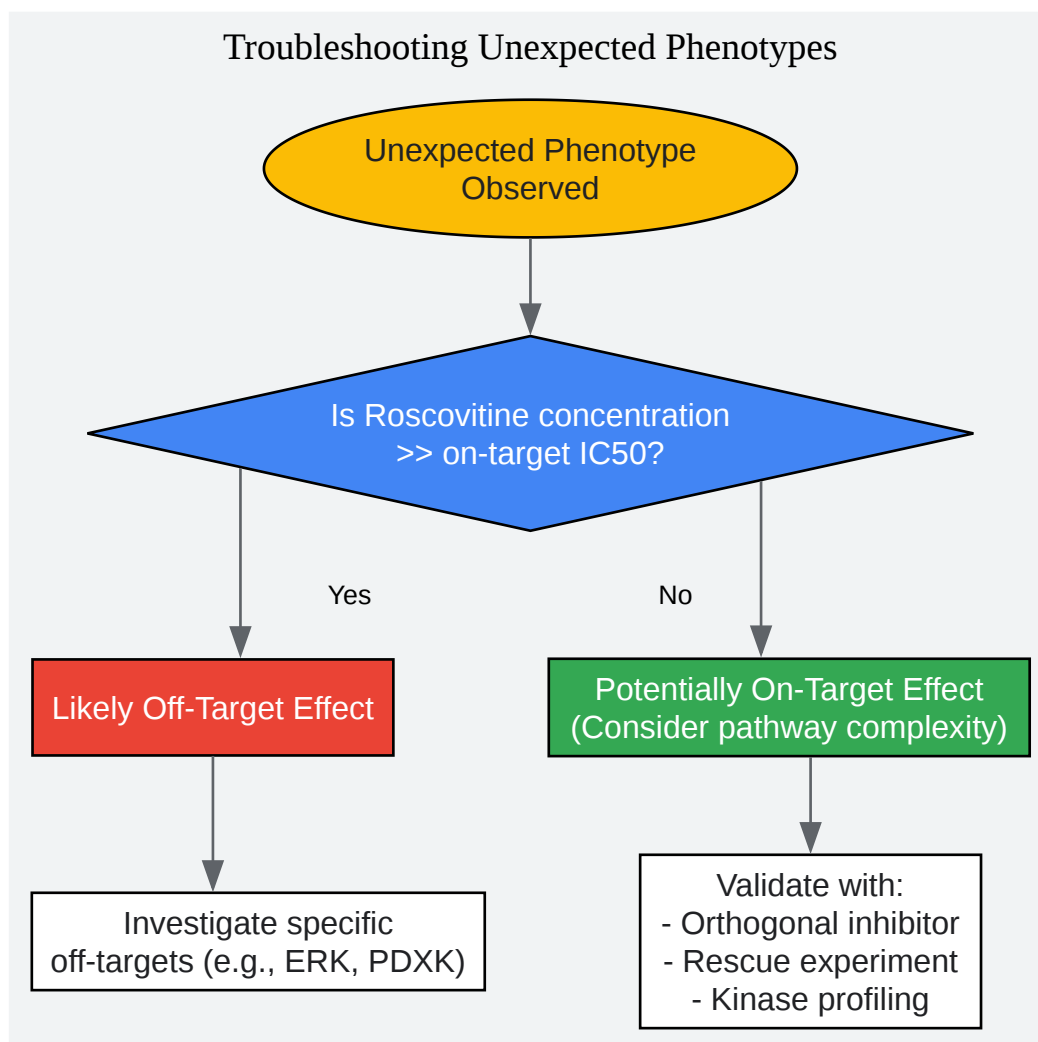 Troubleshooting Unexpected Phenotypes
Unexpected Phenotype
Observed
Is Roscovitine concentration
>> on-target IC50?
Yes
No
Likely Off-Target Effect
Potentially On-Target Effect
(Consider pathway complexity)
Investigate specific
off-targets (e.g., ERK, PDXK)
Validate with:
- Orthogonal inhibitor
- Rescue experiment
- Kinase profiling